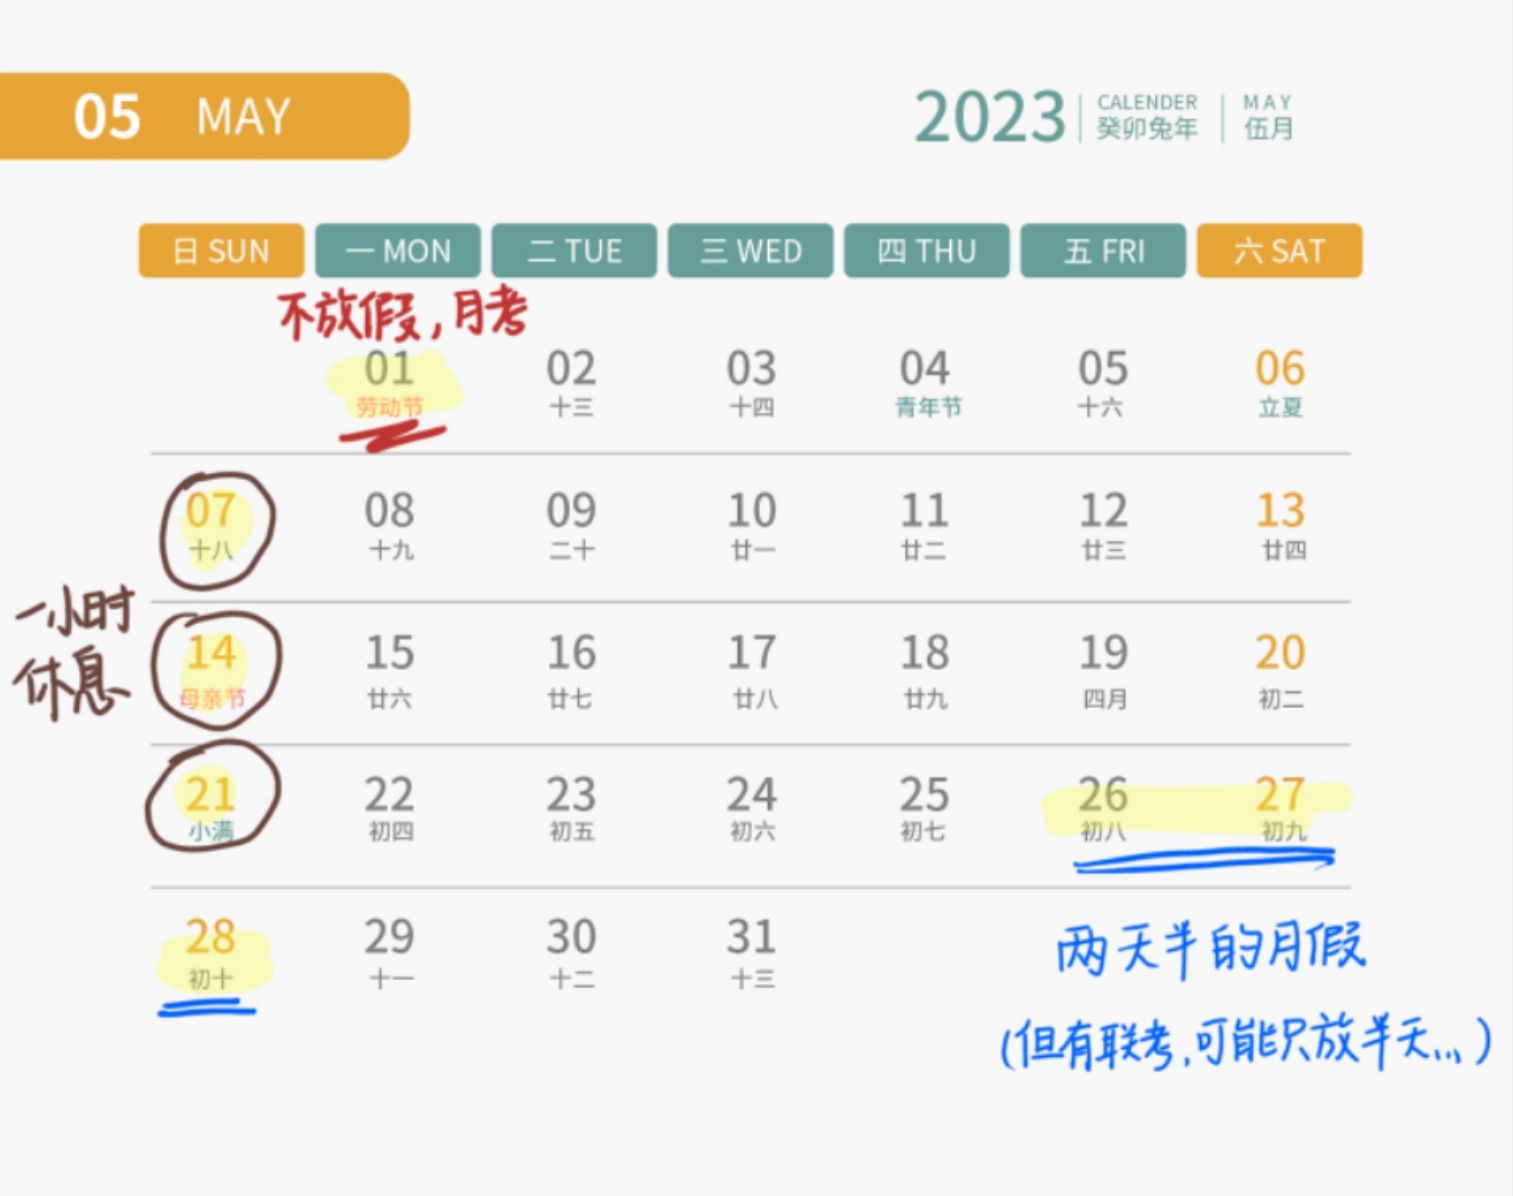 05 MAY
2023 CALENDER MAY
癸卯兔年 伍月
日 SUN 一 MON 二 TUE 三 WED 四 THU 五 FRI 六 SAT
不放假,月考
01 02 03 04 05 06
劳动节 十三 十四 青年节 十六 立夏
07 08 09 10 11 12 13
十八 十九 二十 廿一 廿二 廿三 廿四
一小时
休息
14 15 16 17 18 19 20
母亲节 廿六 廿七 廿八 廿九 四月 初二
21 22 23 24 25 26 27
小满 初四 初五 初六 初七 初八 初九
28 29 30 31
初十 十一 十二 十三
两天半的月假
(但有联考,可能只放半天...)